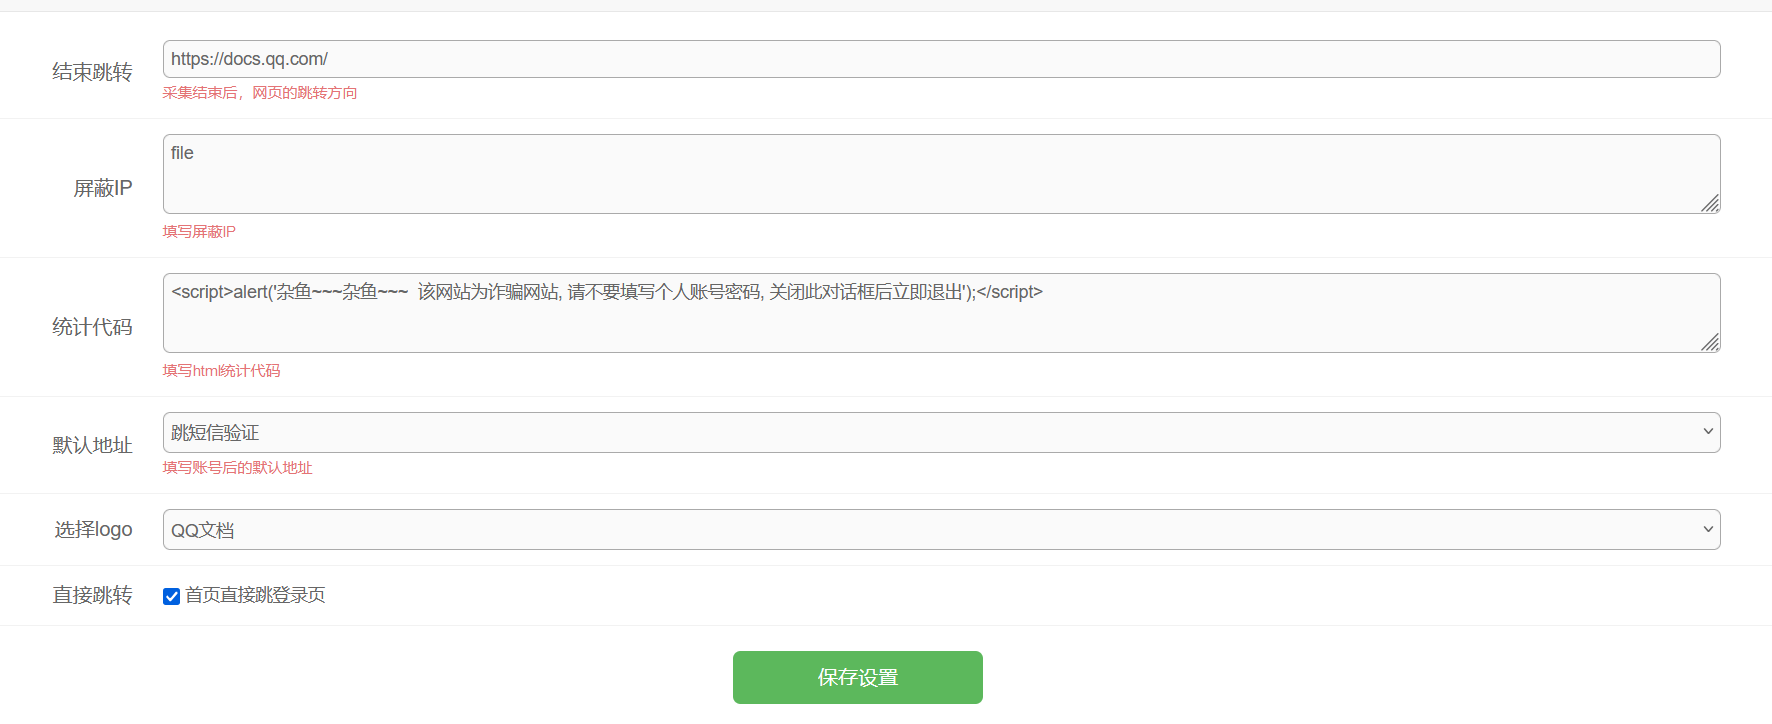 结束跳转
https://docs.qq.com/
采集结束后，网页的跳转方向
屏蔽IP
file
填写屏蔽IP
统计代码
<script>alert('杂鱼~~~杂鱼~~~  该网站为诈骗网站, 请不要填写个人账号密码, 关闭此对话框后立即退出');</script>
填写html统计代码
默认地址
跳短信验证
填写账号后的默认地址
选择logo
QQ文档
直接跳转
首页直接跳登录页
保存设置